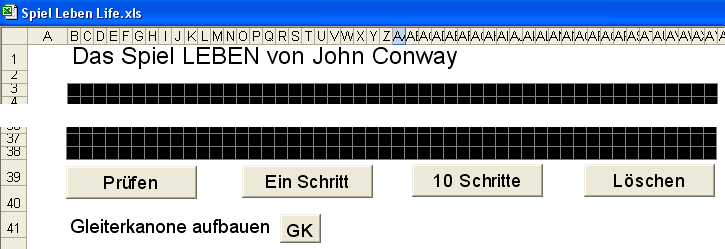 Spiel Leben Life.xls
A B C D E F G H I J K L M N O P Q R S T U V W X Y Z
1 Das Spiel LEBEN von John Conway
2
3
4
37
38
39 Prüfen Ein Schritt 10 Schritte Löschen
40
41 Gleiterkanone aufbauen GK